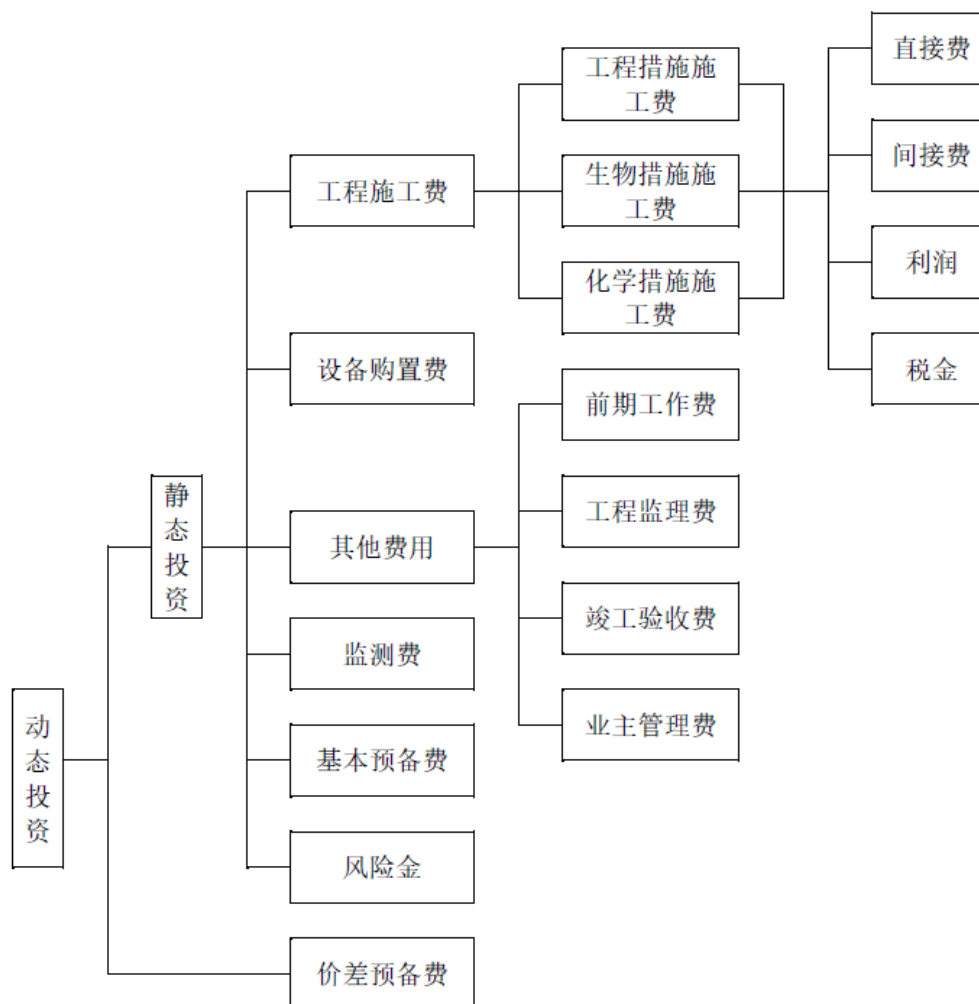 工程措施施
工费
直接费
间接费
工程施工费
生物措施施
工费
利润
化学措施施
工费
设备购置费
税金
前期工作费
静
态
投
资
其他费用
工程监理费
监测费
竣工验收费
动
态
投
资
基本预备费
业主管理费
风险金
价差预备费